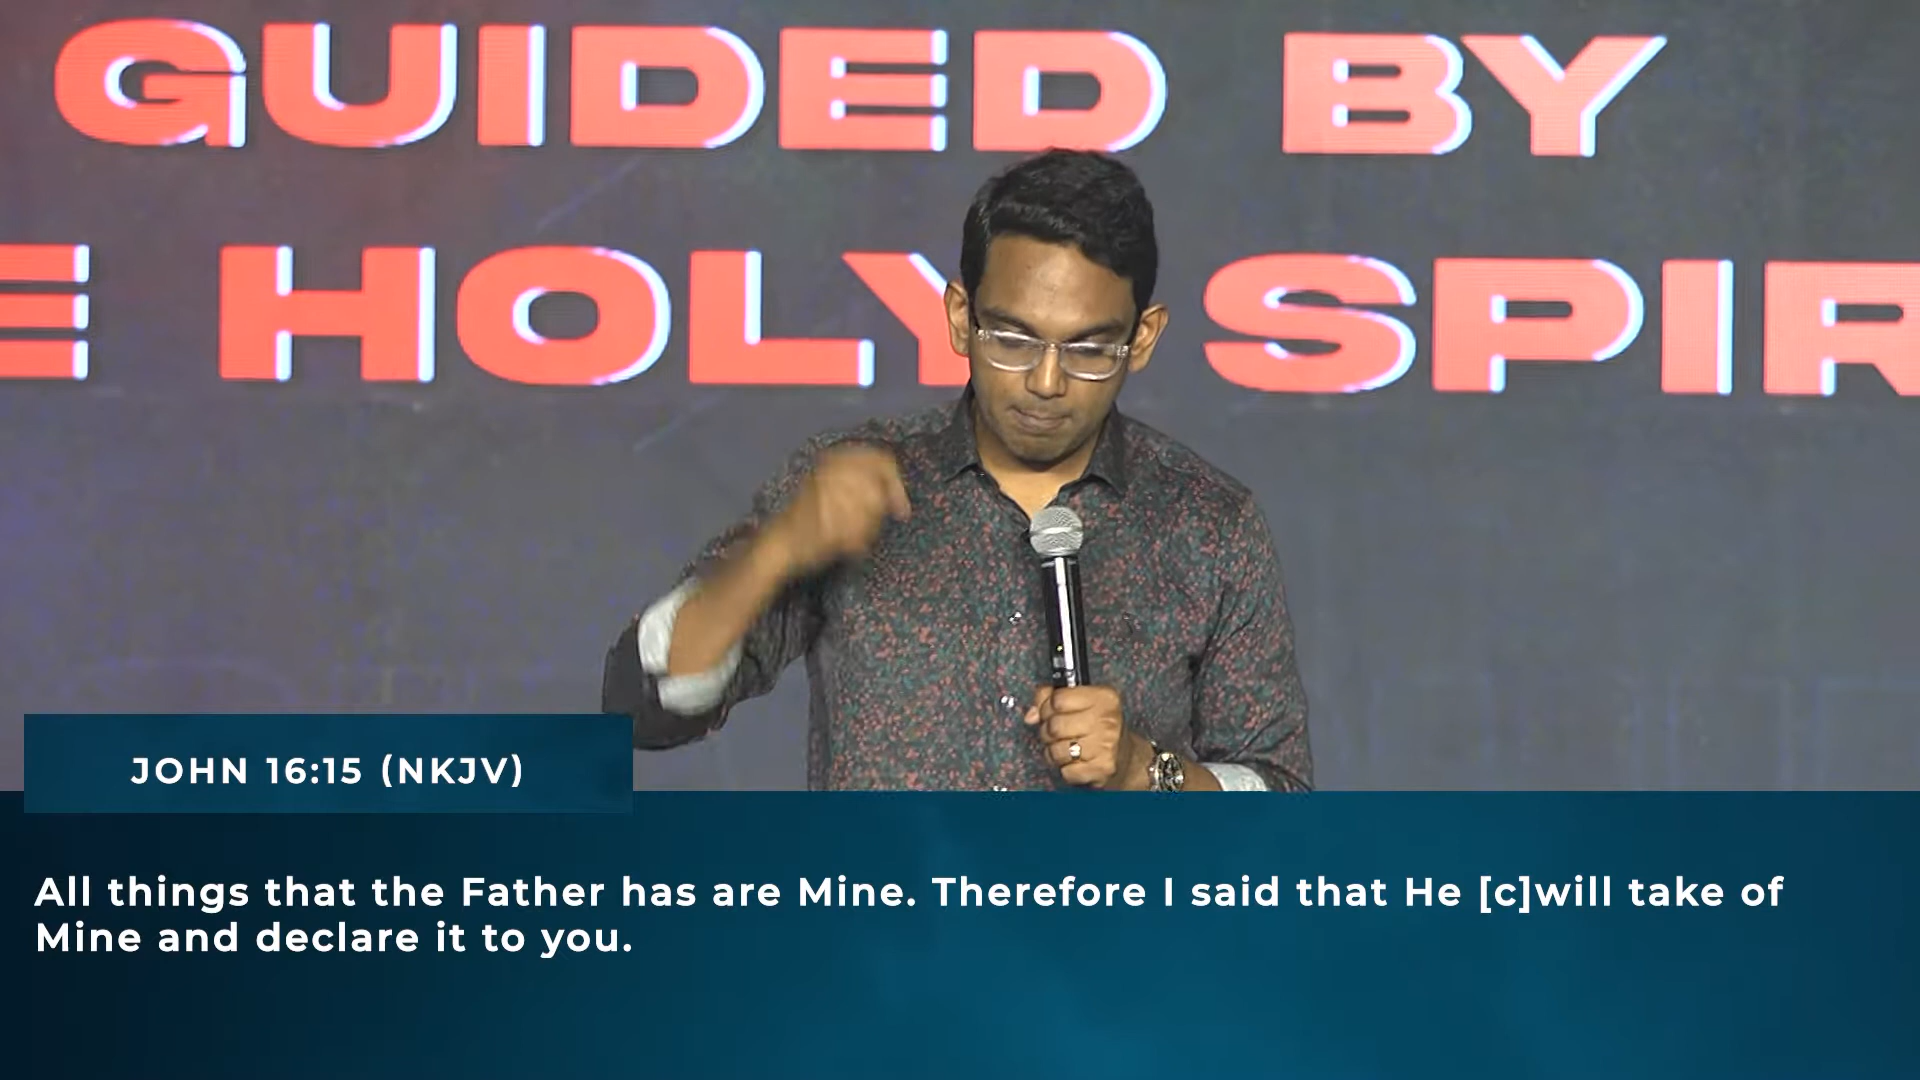 GUIDED BY
E HOLY SPIR
JOHN 16:15 (NKJV)
All things that the Father has are Mine. Therefore I said that He [c]will take of
Mine and declare it to you.